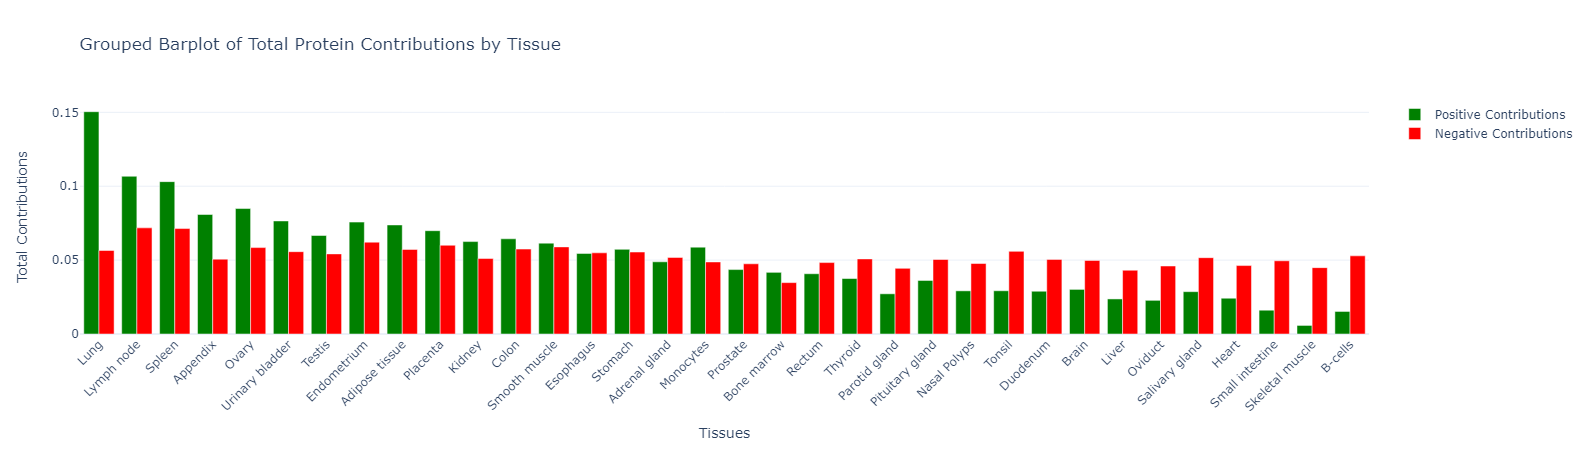 Grouped Barplot of Total Protein Contributions by Tissue
Positive Contributions
Negative Contributions
Total Contributions
0.15
0.1
0.05
0
Lung
Lymph node
Spleen
Appendix
Ovary
Urinary bladder
Testis
Endometrium
Adipose tissue
Placenta
Kidney
Colon
Smooth muscle
Esophagus
Stomach
Adrenal gland
Monocytes
Prostate
Bone marrow
Rectum
Thyroid
Parotid gland
Pituitary gland
Nasal Polyps
Tonsil
Duodenum
Brain
Liver
Oviduct
Salivary gland
Heart
Small intestine
Skeletal muscle
B-cells
Tissues